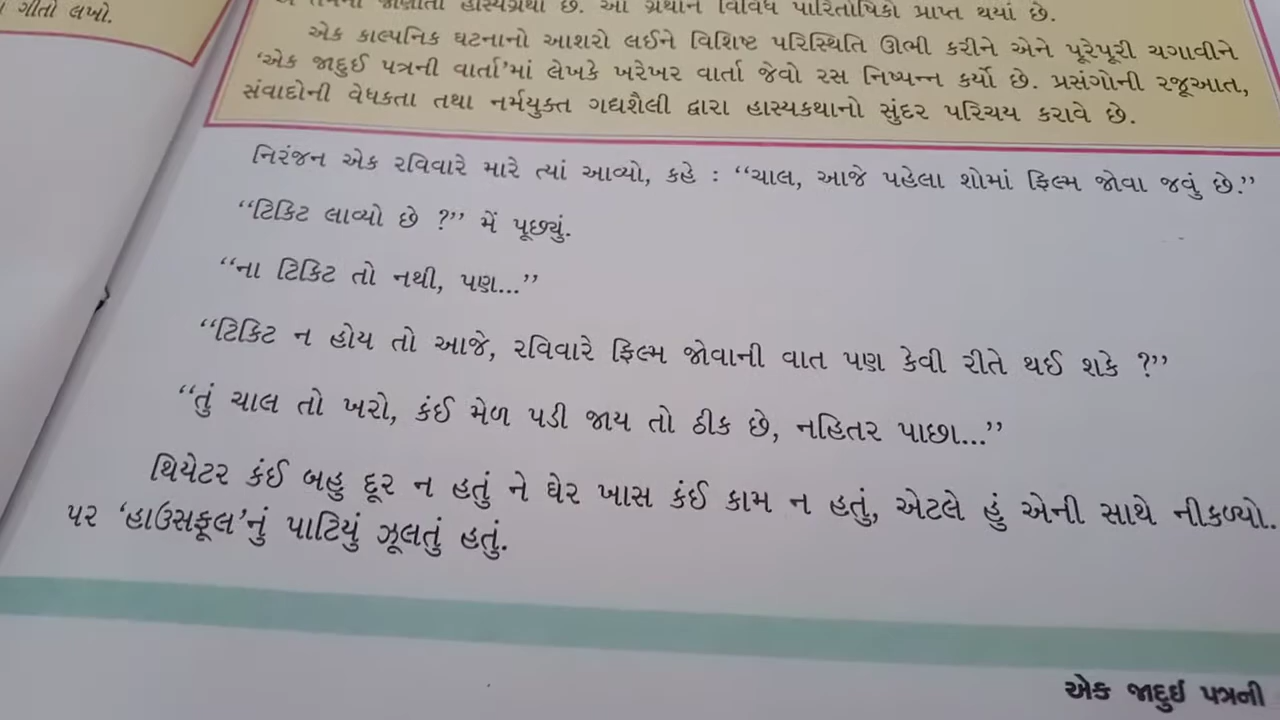 ગીતો લખો.
જાણીતા હાસ્યગ્રંથો છે. આ ગ્રંથોને વિવિધ પારિતોષિકો પ્રાપ્ત થયાં છે.
એક કાલ્પનિક ઘટનાનો આશરો લઈને વિશિષ્ટ પરિસ્થિતિ ઊભી કરીને એને પૂરેપૂરી ચગાવીને
‘એક જાદુઈ પત્રની વાર્તા’માં લેખકે ખરેખર વાર્તા જેવો રસ નિષ્પન્ન કર્યો છે. પ્રસંગોની રજૂઆત,
સંવાદોની વેધકતા તથા નર્મયુક્ત ગદ્યશૈલી દ્વારા હાસ્યકથાનો સુંદર પરિચય કરાવે છે.
નિરંજન એક રવિવારે મારે ત્યાં આવ્યો, કહે : “ચાલ, આજે પહેલા શોમાં ફિલ્મ જોવા જવું છે.”
“ટિકિટ લાવ્યો છે ?” મેં પૂછ્યું.
“ના ટિકિટ તો નથી, પણ...”
“ટિકિટ ન હોય તો આજે, રવિવારે ફિલ્મ જોવાની વાત પણ કેવી રીતે થઈ શકે ?”
“તું ચાલ તો ખરો, કંઈ મેળ પડી જાય તો ઠીક છે, નહિતર પાછા...”
થિયેટર કંઈ બહુ દૂર ન હતું ને ઘેર ખાસ કંઈ કામ ન હતું, એટલે હું એની સાથે નીકળ્યો.
પર ‘હાઉસફૂલ’નું પાટિયું ઝૂલતું હતું.
એક જાદુઈ પત્રની